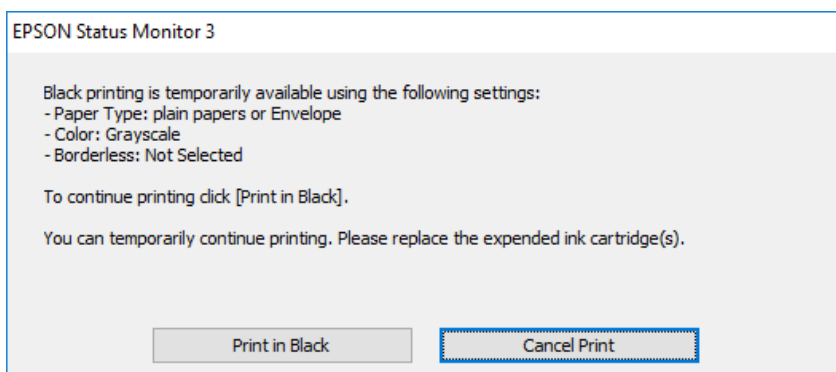 EPSON Status Monitor 3
Black printing is temporarily available using the following settings:
- Paper Type: plain papers or Envelope
- Color: Grayscale
- Borderless: Not Selected
To continue printing click [Print in Black].
You can temporarily continue printing. Please replace the expended ink cartridge(s).
Print in Black
Cancel Print